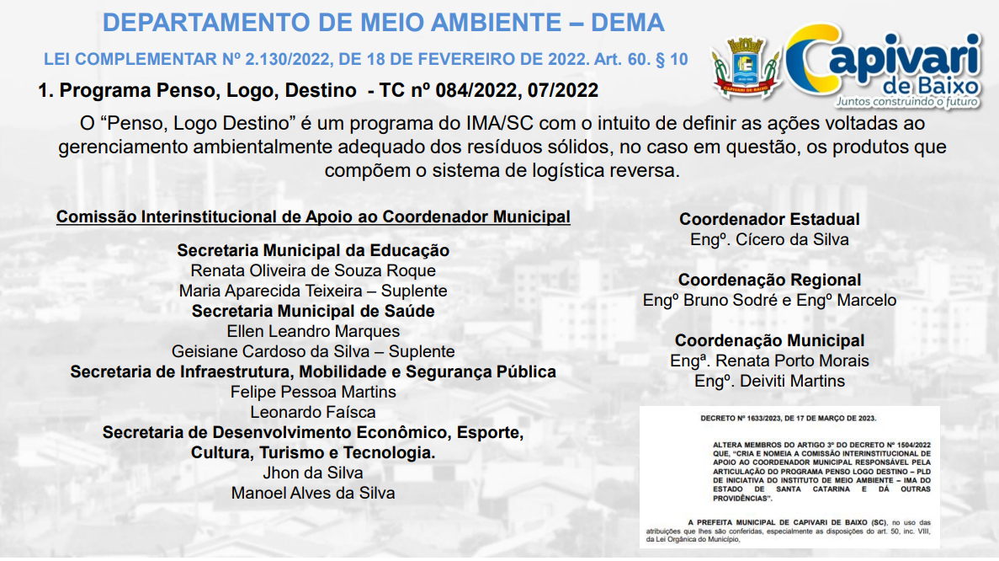 DEPARTAMENTO DE MEIO AMBIENTE – DEMA
LEI COMPLEMENTAR Nº 2.130/2022, DE 18 DE FEVEREIRO DE 2022. Art. 60. § 10
CAPIVARI DE BAIXO
Capivari
de Baixo
Juntos construindo o futuro
1. Programa Penso, Logo, Destino - TC nº 084/2022, 07/2022
O “Penso, Logo Destino” é um programa do IMA/SC com o intuito de definir as ações voltadas ao
gerenciamento ambientalmente adequado dos resíduos sólidos, no caso em questão, os produtos que
compõem o sistema de logística reversa.
Comissão Interinstitucional de Apoio ao Coordenador Municipal
Secretaria Municipal da Educação
Renata Oliveira de Souza Roque
Maria Aparecida Teixeira – Suplente
Secretaria Municipal de Saúde
Ellen Leandro Marques
Geisiane Cardoso da Silva – Suplente
Secretaria de Infraestrutura, Mobilidade e Segurança Pública
Felipe Pessoa Martins
Leonardo Faísca
Secretaria de Desenvolvimento Econômico, Esporte,
Cultura, Turismo e Tecnologia.
Jhon da Silva
Manoel Alves da Silva
Coordenador Estadual
Engº. Cícero da Silva
Coordenação Regional
Engº Bruno Sodré e Engº Marcelo
Coordenação Municipal
Engª. Renata Porto Morais
Engº. Deiviti Martins
DECRETO Nº 1633/2023, DE 17 DE MARÇO DE 2023.
ALTERA MEMBROS DO ARTIGO 3º DO DECRETO Nº 1504/2022
QUE, “CRIA E NOMEIA A COMISSÃO INTERINSTITUCIONAL DE
APOIO AO COORDENADOR MUNICIPAL RESPONSÁVEL PELA
ARTICULAÇÃO DO PROGRAMA PENSO LOGO DESTINO – PLD
DE INICIATIVA DO INSTITUTO DE MEIO AMBIENTE – IMA DO
ESTADO DE SANTA CATARINA E DÁ OUTRAS
PROVIDÊNCIAS”.
A PREFEITA MUNICIPAL DE CAPIVARI DE BAIXO (SC), no uso das
atribuições que lhes são conferidas, especialmente as disposições do art. 50, inc. VIII,
da Lei Orgânica do Município,